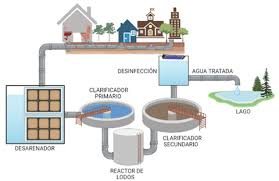 DESINFECCIÓN
AGUA TRATADA
CLARIFICADOR
PRIMARIO
LAGO
DESARENADOR
CLARIFICADOR
SECUNDARIO
REACTOR DE
LODOS